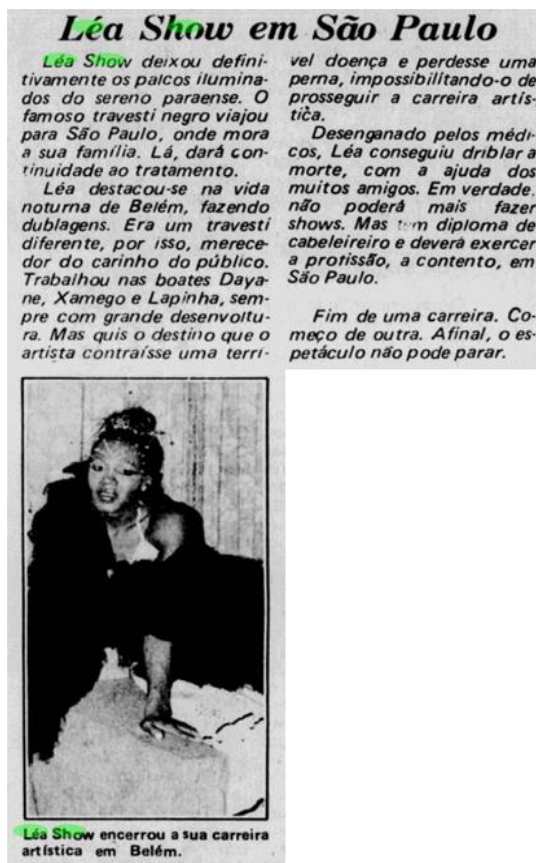 Léa Show em São Paulo
Léa Show deixou defini-
tivamente os palcos ilumina-
dos do sereno paraense. O
famoso travesti negro viajou
para São Paulo, onde mora
a sua família. Lá, dará con-
tinuidade ao tratamento.
Léa destacou-se na vida
noturna de Belém, fazendo
dublagens. Era um travesti
diferente, por isso, merece-
dor do carinho do público.
Trabalhou nas boates Daya-
ne, Xamego e Lapinha, sem-
pre com grande desenvoltu-
ra. Mas quis o destino que o
artista contraísse uma terrí-
vel doença e perdesse uma
perna, impossibilitando-o de
prosseguir a carreira artís-
tica.
Desenganado pelos médi-
cos, Léa conseguiu driblar a
morte, com a ajuda dos
muitos amigos. Em verdade,
não poderá mais fazer
shows. Mas tem diploma de
cabeleireiro e deverá exercer
a profissão, a contento, em
São Paulo.
Fim de uma carreira. Co-
meço de outra. Afinal, o es-
petáculo não pode parar.
Léa Show encerrou a sua carreira
artística em Belém.